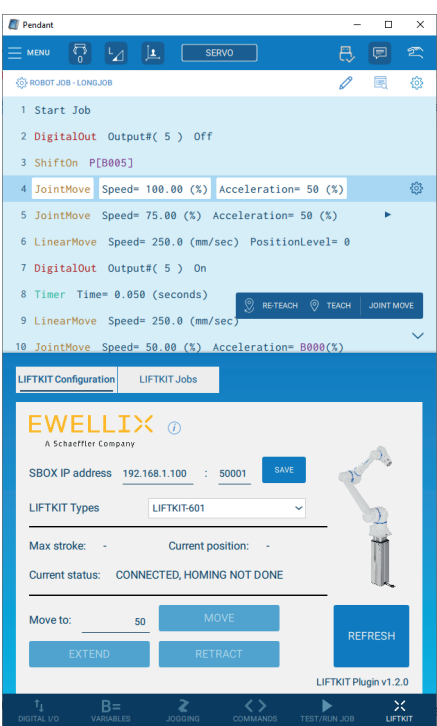 Pendant
MENU 0 L SERVO
ROBOT JOB - LONGJOB
1 Start Job
2 DigitalOut Output#( 5 ) Off
3 ShiftOn P[B005]
4 JointMove Speed= 100.00 (%) Acceleration= 50 (%)
5 JointMove Speed= 75.00 (%) Acceleration= 50 (%)
6 LinearMove Speed= 250.0 (mm/sec) PositionLevel= 0
7 DigitalOut Output#( 5 ) On
8 Timer Time= 0.050 (seconds)
RE-TEACH TEACH JOINT MOVE
9 LinearMove Speed= 250.0 (mm/sec)
10 JointMove Speed= 50.00 (%) Acceleration= B000(%)
LIFTKIT Configuration LIFTKIT Jobs
EWELLIX i
A Schaeffler Company
SBOX IP address 192.168.1.100 : 50001 SAVE
LIFTKIT Types LIFTKIT-601
Max stroke: - Current position: -
Current status: CONNECTED, HOMING NOT DONE
Move to: 50 MOVE
REFRESH
EXTEND RETRACT
LIFTKIT Plugin v1.2.0
B=
DIGITAL I/O VARIABLES JOGGING COMMANDS TEST/RUN JOB LIFTKIT